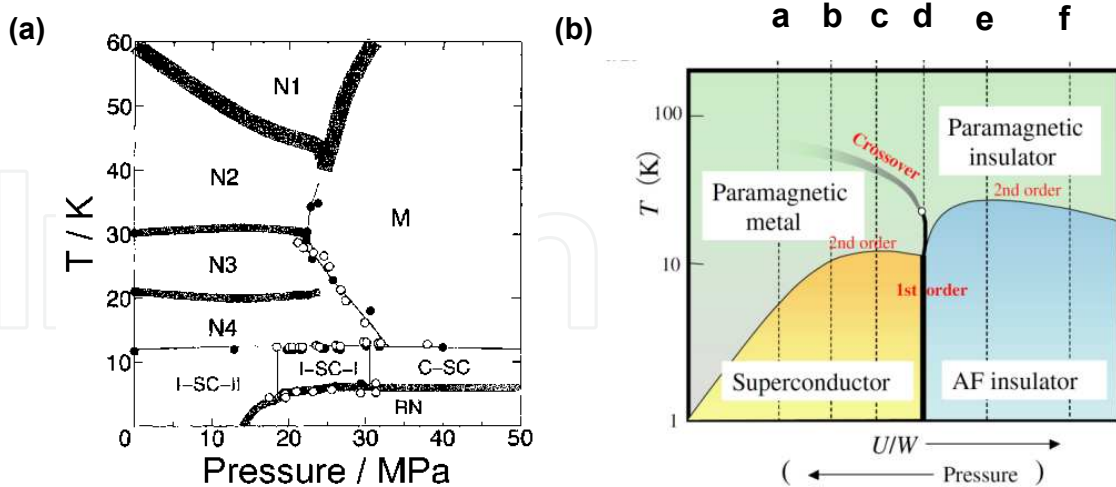 (a)
60
50
40
30
20
10
0
T / K
N1
N2
M
N3
N4
I–SC–II
I–SC–I
C–SC
RN
0 10 20 30 40 50
Pressure / MPa
(b)
a b c d e f
100
10
1
T (K)
Paramagnetic
insulator
Crossover
2nd order
Paramagnetic
metal
2nd order
1st order
Superconductor
AF insulator
U/W
( Pressure )